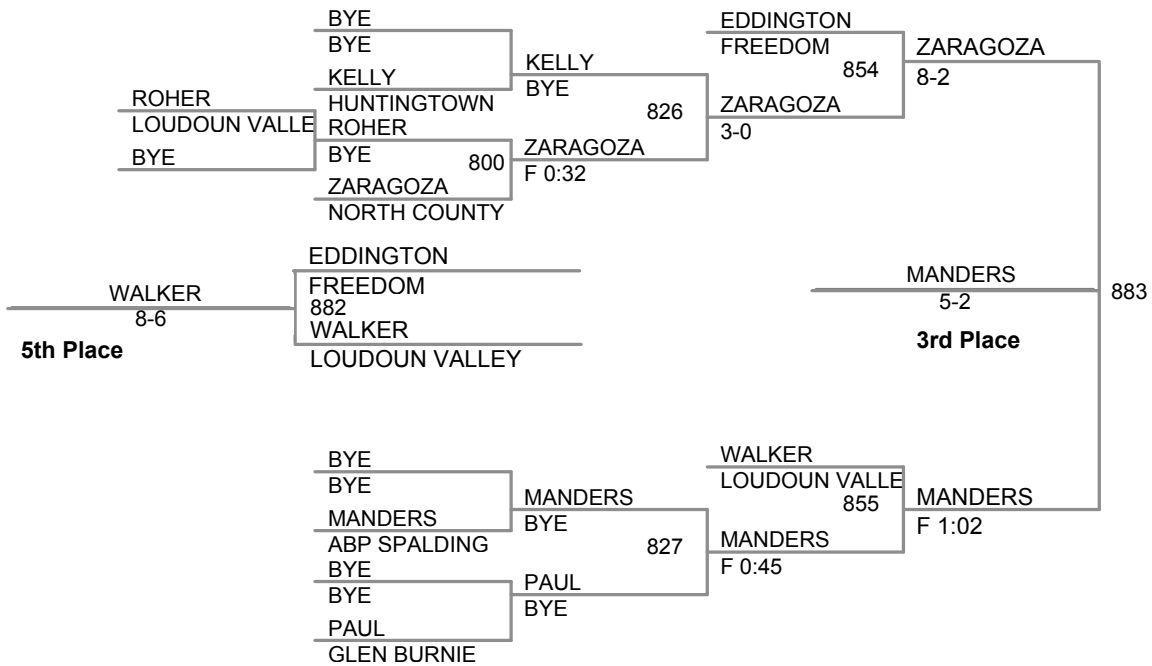 BYE
BYE
KELLY
HUNTINGTOWN
ROHER
LOUDOUN VALLE
BYE
ROHER
BYE
800
ZARAGOZA
NORTH COUNTY
KELLY
BYE
826
ZARAGOZA
F 0:32
EDDINGTON
FREEDOM
854
ZARAGOZA
3-0
ZARAGOZA
8-2
EDDINGTON
FREEDOM
882
WALKER
LOUDOUN VALLEY
WALKER
8-6
5th Place
MANDERS
5-2
883
3rd Place
BYE
BYE
MANDERS
ABP SPALDING
BYE
BYE
PAUL
GLEN BURNIE
MANDERS
BYE
827
PAUL
BYE
WALKER
LOUDOUN VALLE
855
MANDERS
F 0:45
MANDERS
F 1:02